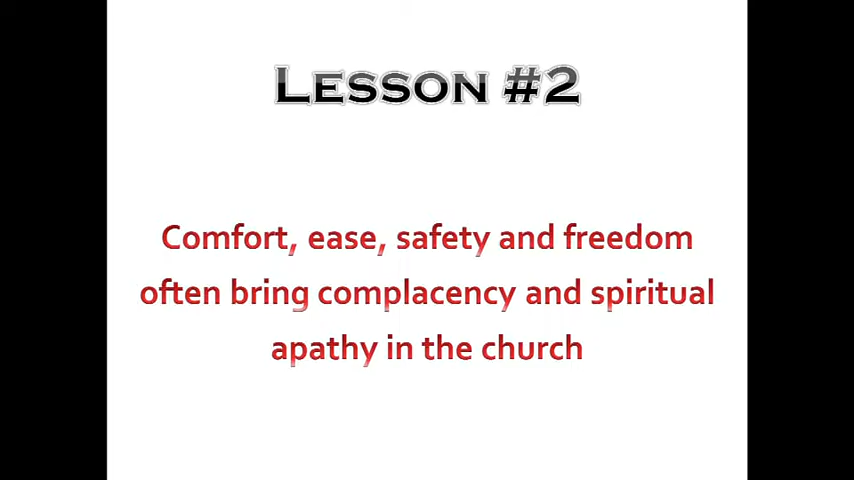 Lesson #2
Comfort, ease, safety and freedom
often bring complacency and spiritual
apathy in the church